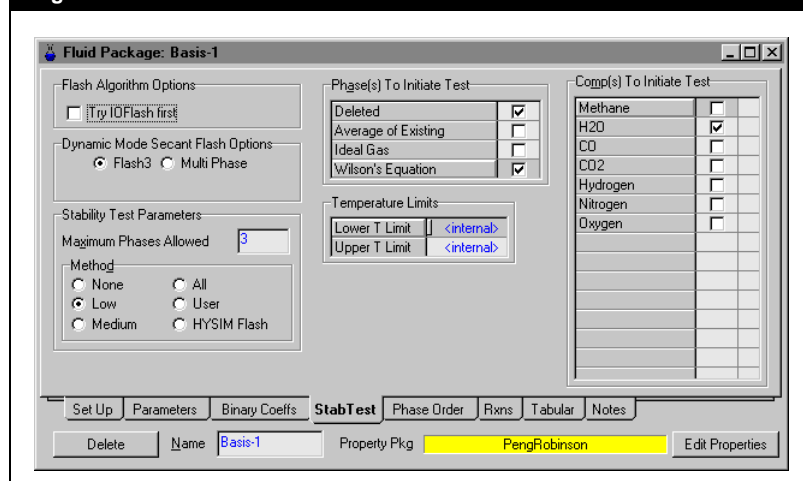 Fluid Package: Basis-1
Flash Algorithm Options
Try IOFlash first
Dynamic Mode Secant Flash Options
Flash3 Multi Phase
Stability Test Parameters
Maximum Phases Allowed 3
Method
None All
Low User
Medium HYSIM Flash
Phase(s) To Initiate Test
Deleted
Average of Existing
Ideal Gas
Wilson's Equation
Temperature Limits
Lower T Limit <internal>
Upper T Limit <internal>
Comp(s) To Initiate Test
Methane
H2O
CO
CO2
Hydrogen
Nitrogen
Oxygen
Set Up Parameters Binary Coeffs StabTest Phase Order Rxns Tabular Notes
Delete Name Basis-1 Property Pkg PengRobinson Edit Properties